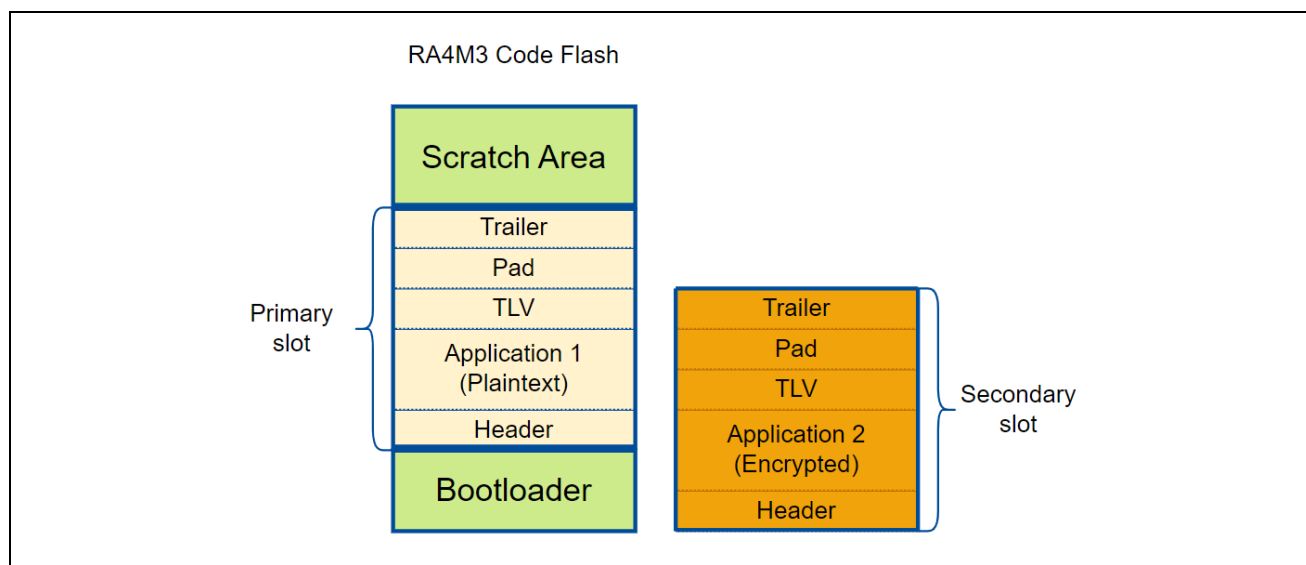 RA4M3 Code Flash
Scratch Area
Primary
slot
Trailer
Pad
TLV
Application 1
(Plaintext)
Header
Bootloader
Trailer
Pad
TLV
Application 2
(Encrypted)
Header
Secondary
slot